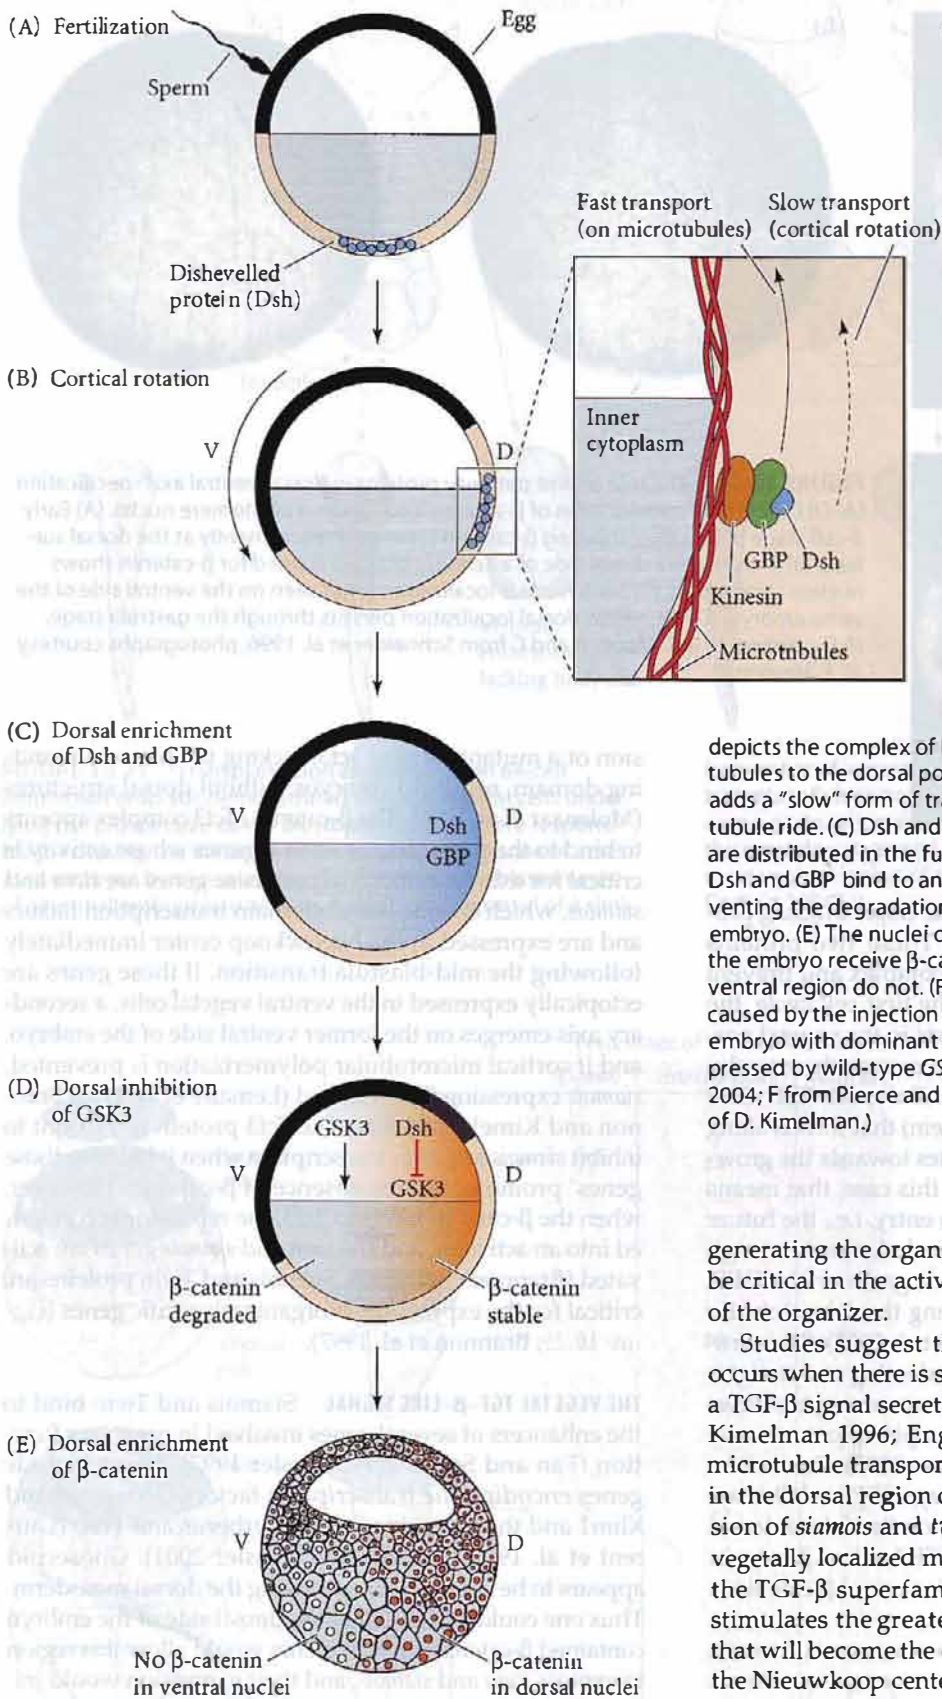 (A) Fertilization
Egg
Sperm
Dishevelled
protein (Dsh)
Fast transport
(on microtubules)
Slow transport
(cortical rotation)
(B) Cortical rotation
V
D
Inner
cytoplasm
GBP
Dsh
Kinesin
Microtubules
(C) Dorsal enrichment
of Dsh and GBP
V
Dsh
GBP
D
(D) Dorsal inhibition
of GSK3
GSK3
Dsh
GSK3
V
D
β-catenin
degraded
β-catenin
stable
(E) Dorsal enrichment
of β-catenin
V
D
No β-catenin
in ventral nuclei
β-catenin
in dorsal nuclei
depicts the complex of
tubules to the dorsal po
adds a "slow" form of tra
tubule ride. (C) Dsh and
are distributed in the fu
Dsh and GBP bind to an
venting the degradation
embryo. (E) The nuclei o
the embryo receive β-ca
ventral region do not. (F
caused by the injection
embryo with dominant
pressed by wild-type GS
2004; F from Pierce and
of D. Kimelman.)
generating the organ
be critical in the activ
of the organizer.
Studies suggest th
occurs when there is s
a TGF-β signal secret
Kimelman 1996; Eng
microtubule transpor
in the dorsal region o
sion of siamois and t
vegetally localized m
the TGF-β superfam
stimulates the greate
that will become the
the Nieuwkoop cente